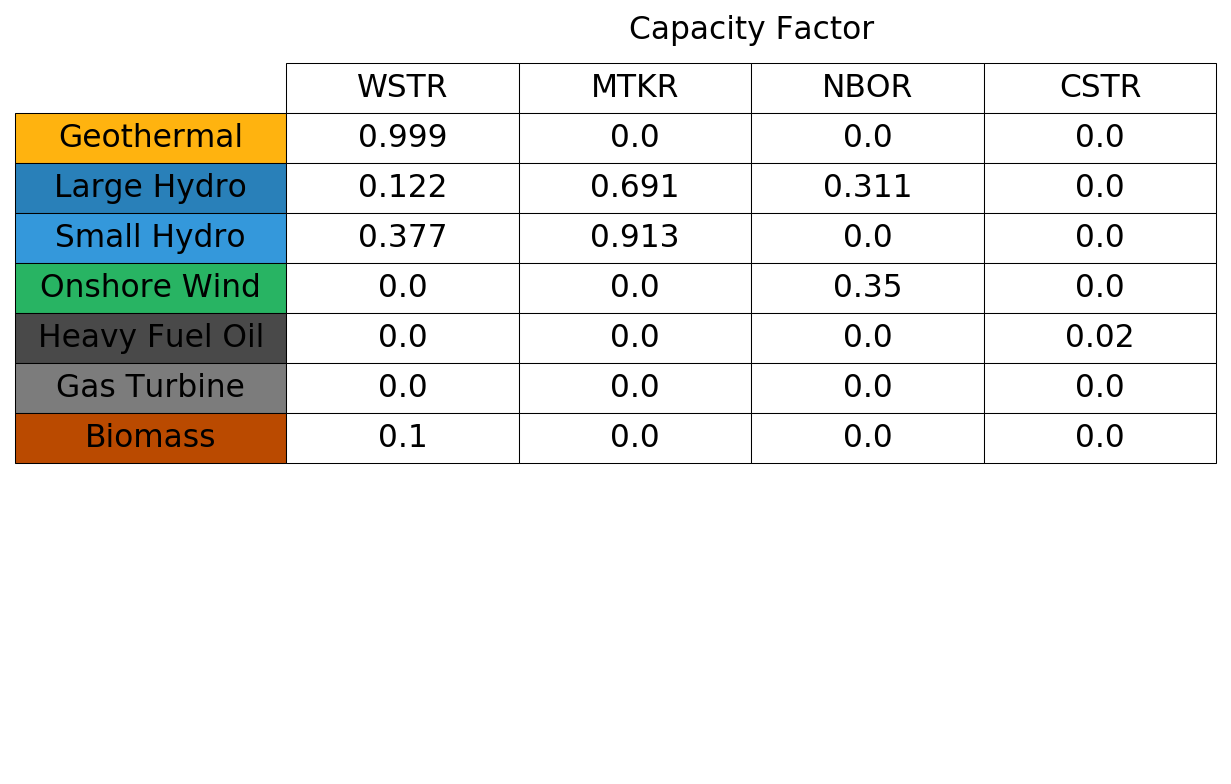 Capacity Factor
WSTR MTKR NBOR CSTR
Geothermal 0.999 0.0 0.0 0.0
Large Hydro 0.122 0.691 0.311 0.0
Small Hydro 0.377 0.913 0.0 0.0
Onshore Wind 0.0 0.0 0.35 0.0
Heavy Fuel Oil 0.0 0.0 0.0 0.02
Gas Turbine 0.0 0.0 0.0 0.0
Biomass 0.1 0.0 0.0 0.0